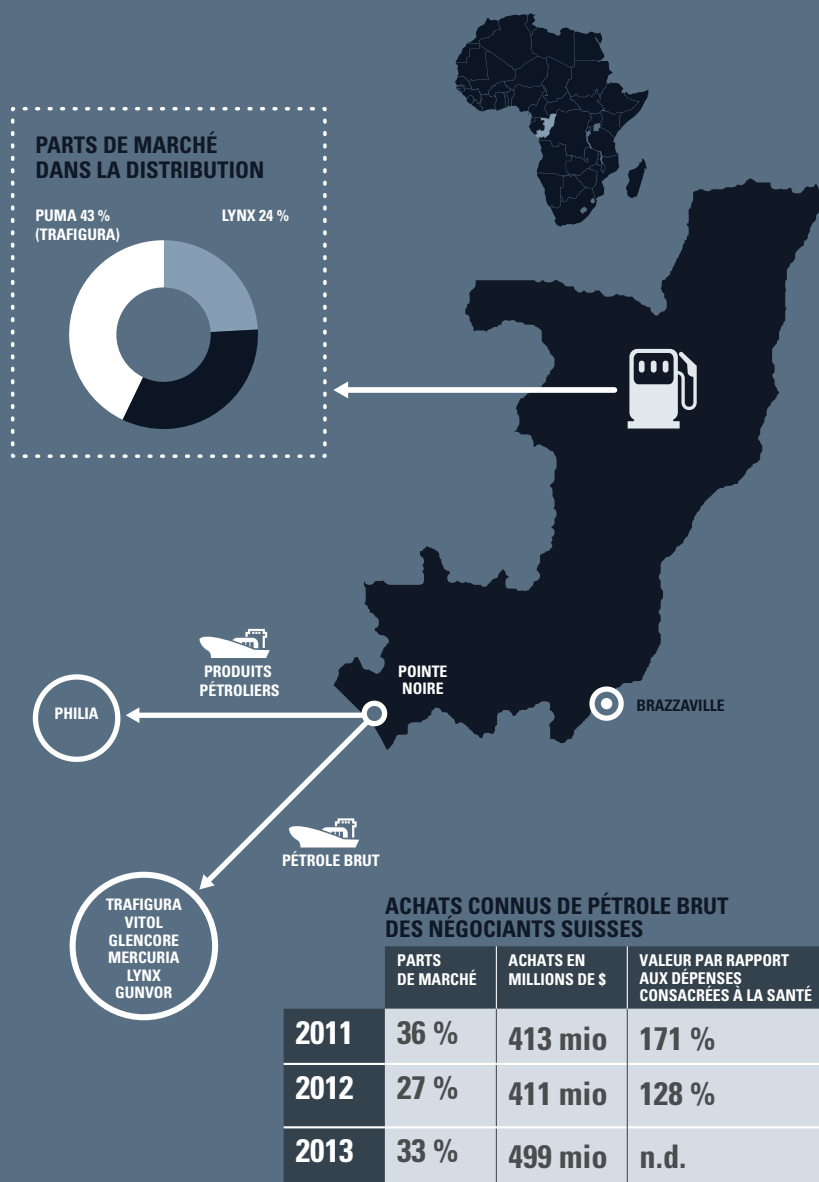 PARTS DE MARCHÉ
DANS LA DISTRIBUTION
PUMA 43 %
(TRAFIGURA)
LYNX 24 %
PRODUITS
PÉTROLIERS
POINTE
NOIRE
PHILIA
BRAZZAVILLE
PÉTROLE BRUT
TRAFIGURA
VITOL
GLENCORE
MERCURIA
LYNX
GUNVOR
ACHATS CONNUS DE PÉTROLE BRUT
DES NÉGOCIANTS SUISSES
PARTS
DE MARCHÉ
ACHATS EN
MILLIONS DE $
VALEUR PAR RAPPORT
AUX DÉPENSES
CONSACRÉES À LA SANTÉ
2011 36 % 413 mio 171 %
2012 27 % 411 mio 128 %
2013 33 % 499 mio n.d.